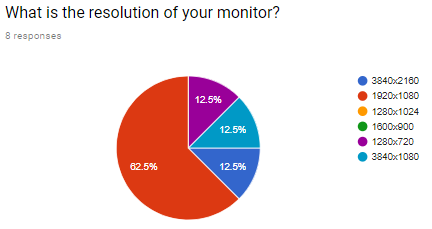 What is the resolution of your monitor?
8 responses
12.5%
12.5%
62.5%
12.5%
3840x2160
1920x1080
1280x1024
1600x900
1280x720
3840x1080